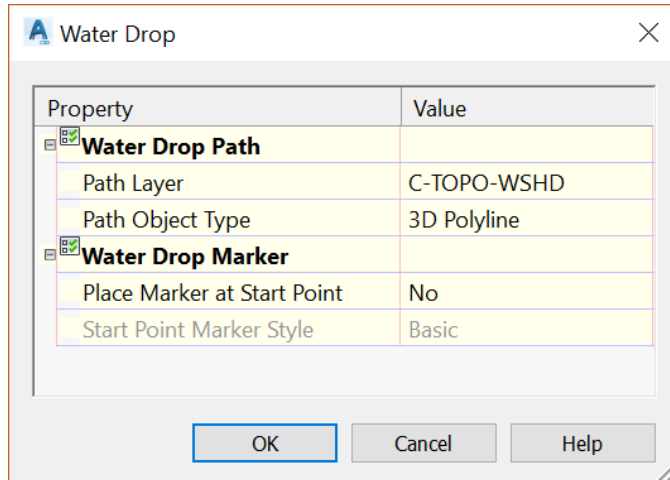 Water Drop
Property Value
Water Drop Path
Path Layer C-TOPO-WSHD
Path Object Type 3D Polyline
Water Drop Marker
Place Marker at Start Point No
Start Point Marker Style Basic
OK Cancel Help